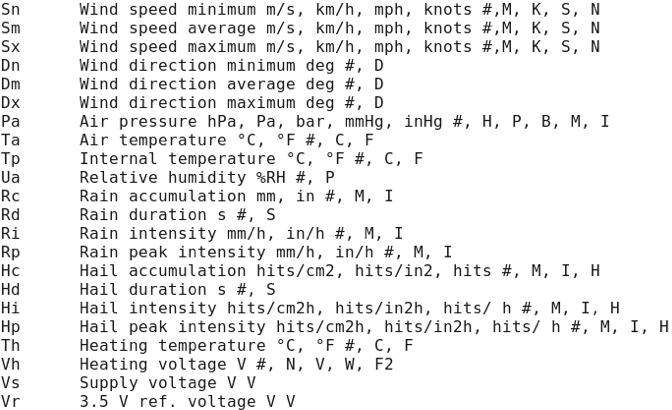 Sn Wind speed minimum m/s, km/h, mph, knots #,M, K, S, N
Sm Wind speed average m/s, km/h, mph, knots #,M, K, S, N
Sx Wind speed maximum m/s, km/h, mph, knots #,M, K, S, N
Dn Wind direction minimum deg #, D
Dm Wind direction average deg #, D
Dx Wind direction maximum deg #, D
Pa Air pressure hPa, Pa, bar, mmHg, inHg #, H, P, B, M, I
Ta Air temperature °C, °F #, C, F
Tp Internal temperature °C, °F #, C, F
Ua Relative humidity %RH #, P
Rc Rain accumulation mm, in #, M, I
Rd Rain duration s #, S
Ri Rain intensity mm/h, in/h #, M, I
Rp Rain peak intensity mm/h, in/h #, M, I
Hc Hail accumulation hits/cm2, hits/in2, hits #, M, I, H
Hd Hail duration s #, S
Hi Hail intensity hits/cm2h, hits/in2h, hits/ h #, M, I, H
Hp Hail peak intensity hits/cm2h, hits/in2h, hits/ h #, M, I, H
Th Heating temperature °C, °F #, C, F
Vh Heating voltage V #, N, V, W, F2
Vs Supply voltage V V
Vr 3.5 V ref. voltage V V